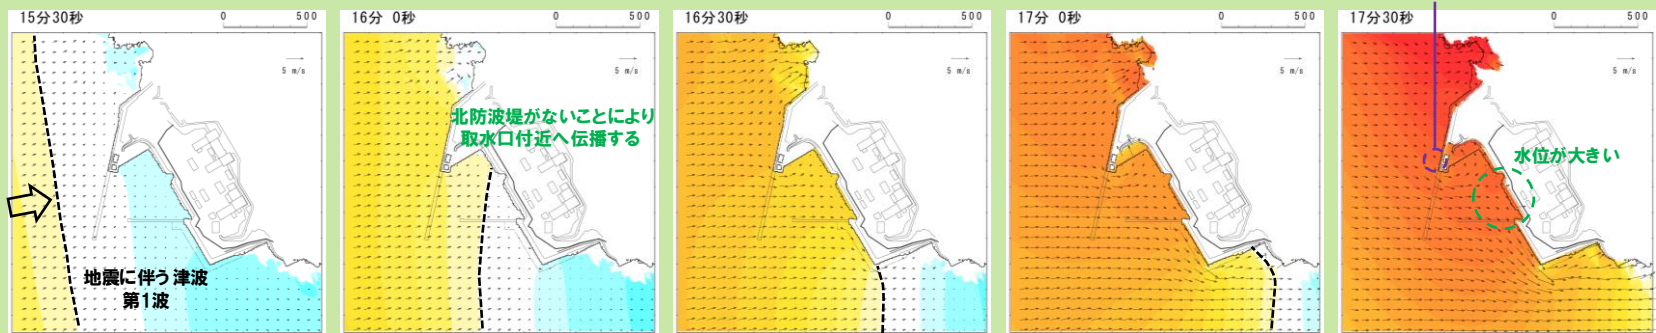 15分30秒
0 500
5 m/s
地震に伴う津波
第1波
16分 0秒
0 500
5 m/s
北防波堤がないことにより
取水口付近へ伝播する
16分30秒
0 500
5 m/s
17分 0秒
0 500
5 m/s
17分30秒
0 500
5 m/s
水位が大きい